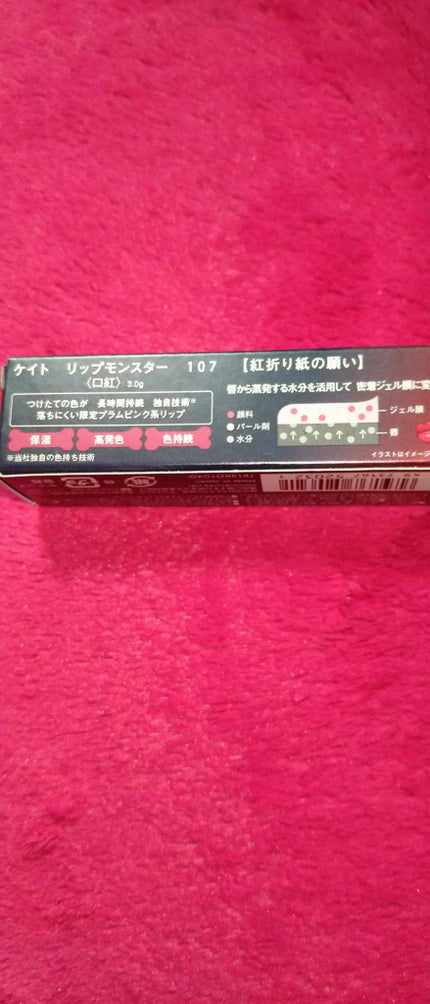 ケイト リップモンスター 107 【紅折り紙の願い】
〈口紅〉3.0g
つけたての色が 長時間持続 独自技術※
落ちにくい限定プラムピンク系リップ
保湿 高発色 色持続
※当社独自の色持ち技術
唇から蒸発する水分を活用して 密着ジェル膜に変
顔料
パール剤
水分
ジェル膜
唇
イラストはイメージ